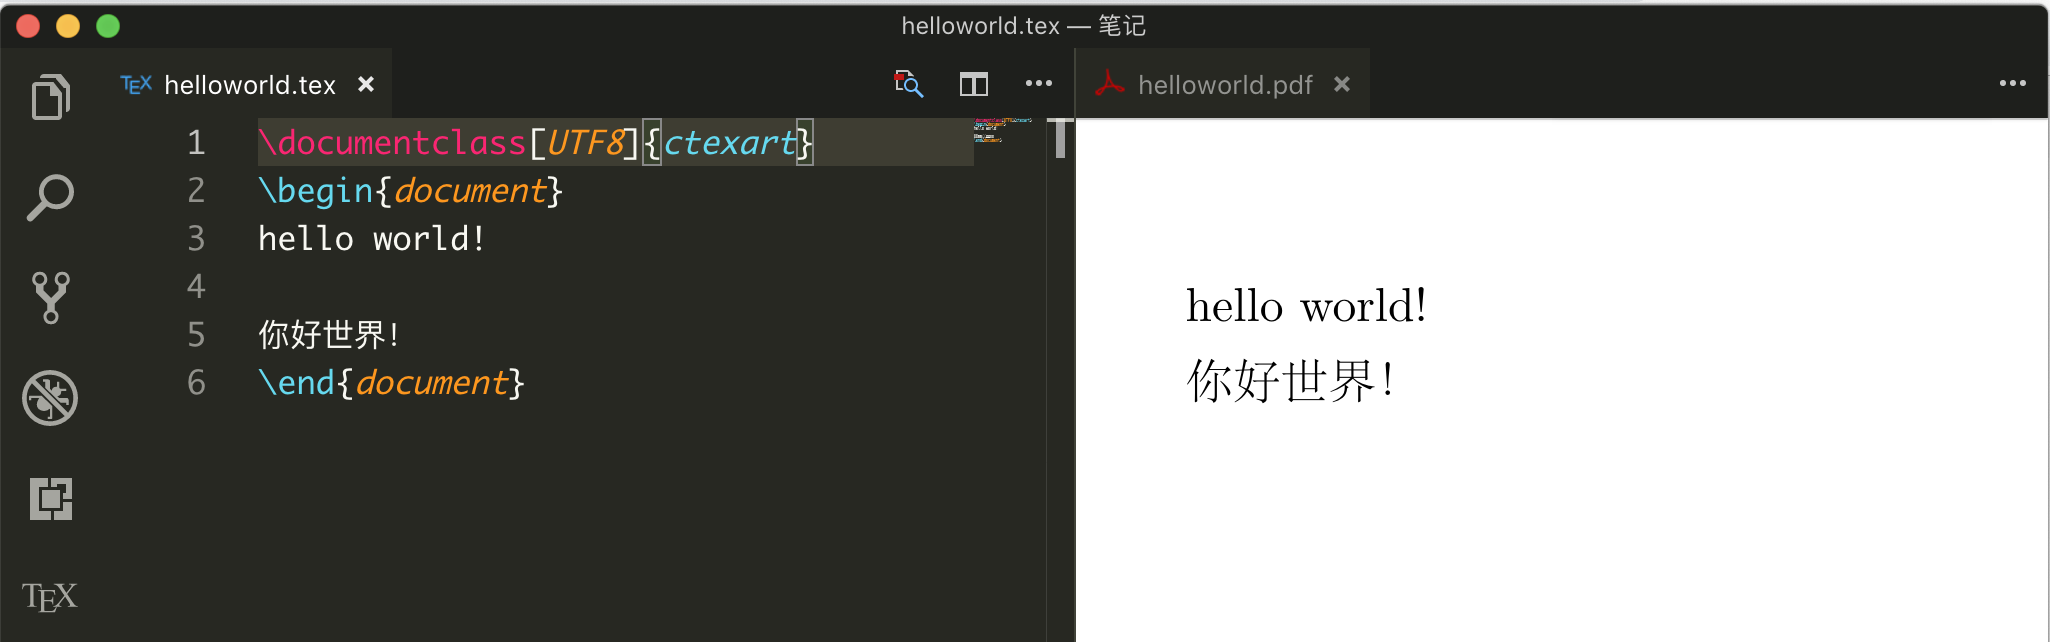 helloworld.tex — 笔记
TEX helloworld.tex
helloworld.pdf
1 \documentclass[UTF8]{ctexart}
2 \begin{document}
3 hello world!
4
5 你好世界！
6 \end{document}
TEX
hello world!
你好世界！